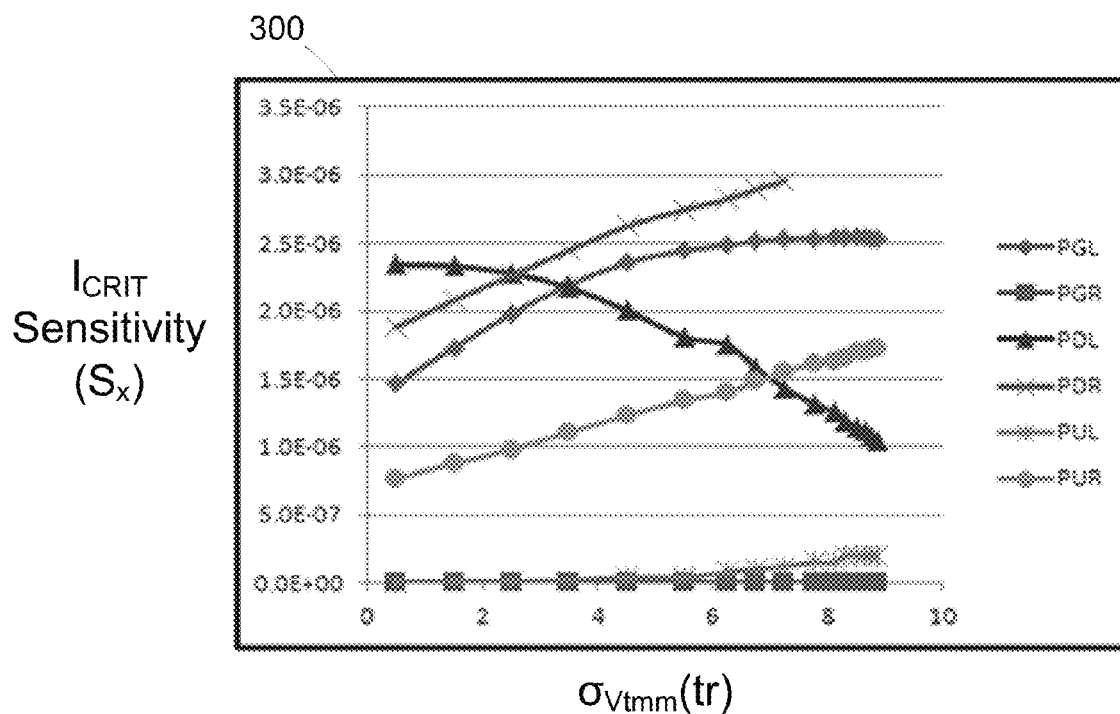 300
3.5E-06
3.0E-06
2.5E-06
2.0E-06
1.5E-06
1.0E-06
5.0E-07
0.0E+00
0 2 4 6 8 10
I_CRIT
Sensitivity
(S_x)
σ_Vtmm(tr)
PGL
PGR
PDL
PDR
PUL
PUR